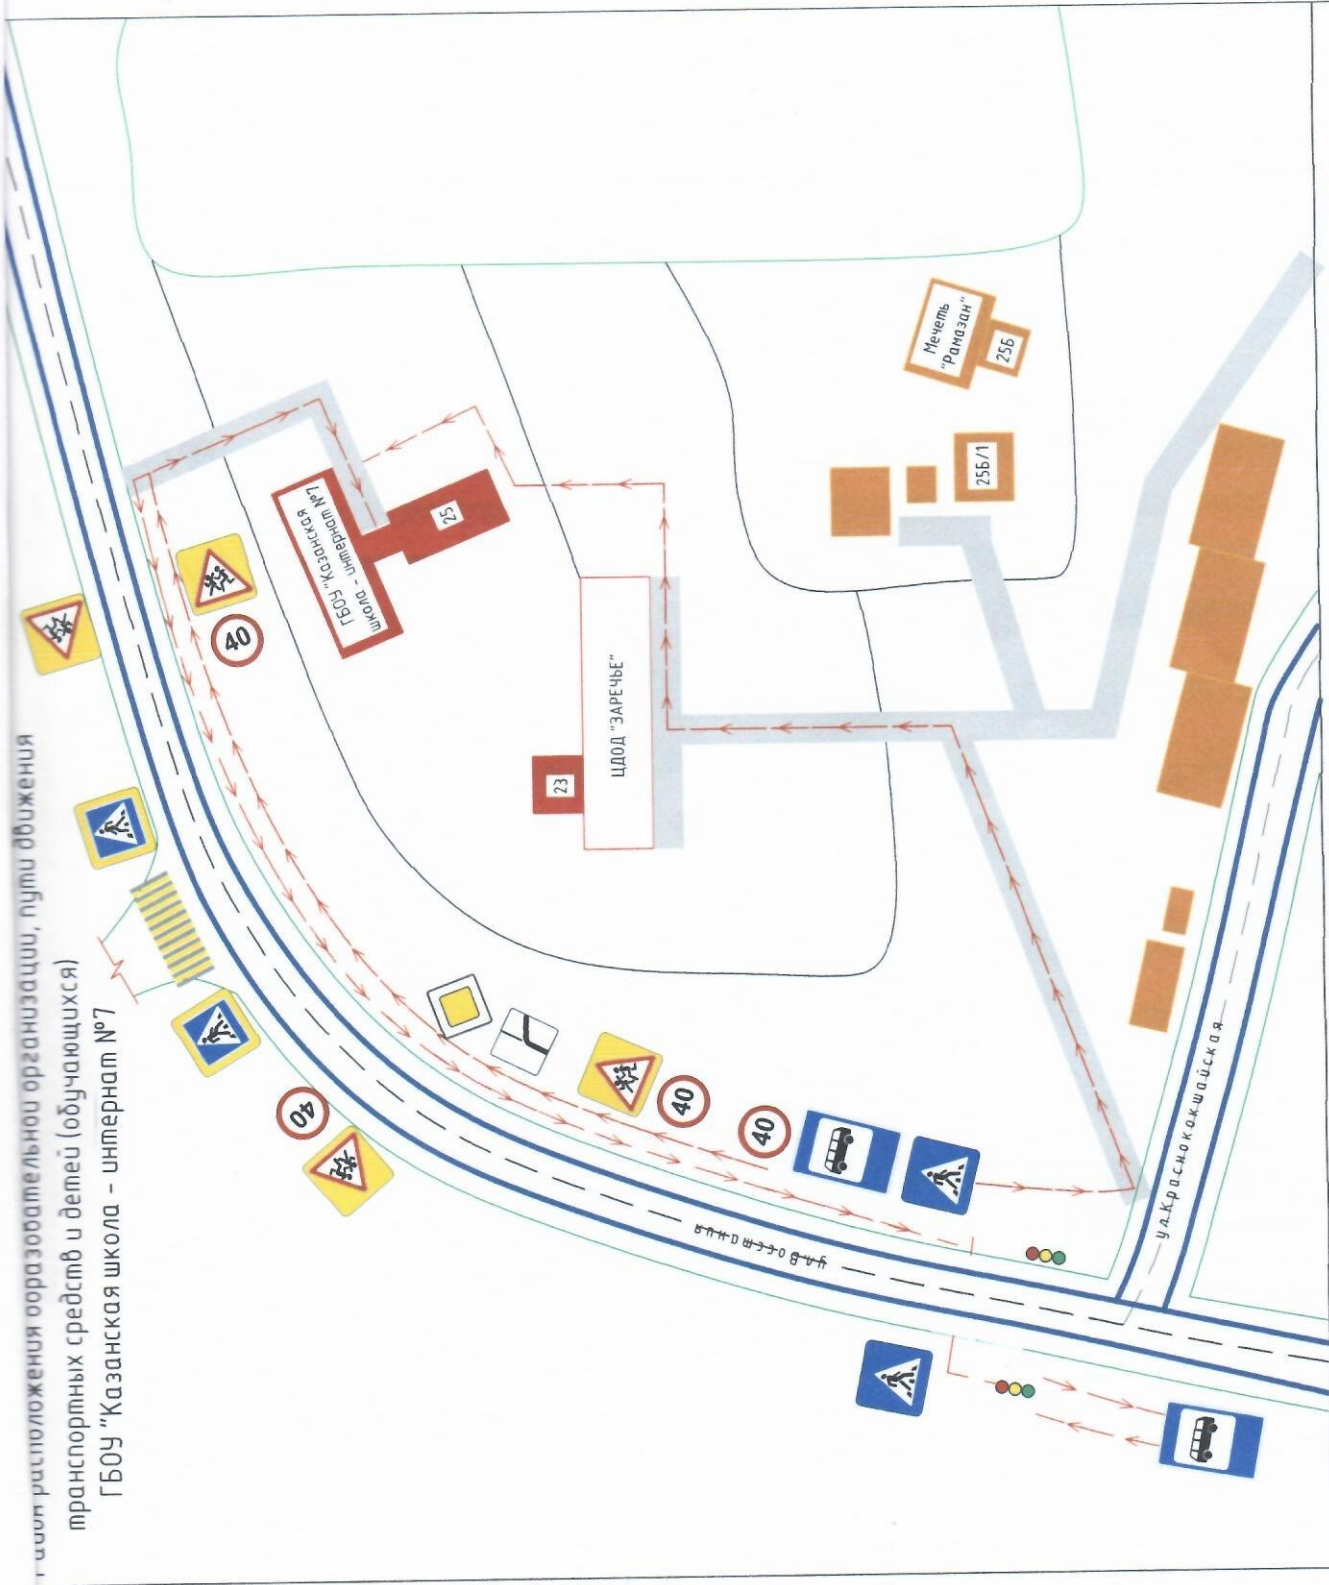 расположения образовательной организации, пути движения
транспортных средств и детей (обучающихся)
ГБОУ "Казанская школа - интернат №7
40
40
40
40
ГБОУ "Казанская
школа - интернат №7
25
23
ЦДОД "ЗАРЕЧЬЕ"
Мечеть
"Рамазан"
25Б
25Б/1
ул.Восстания
ул.Краснококшайская